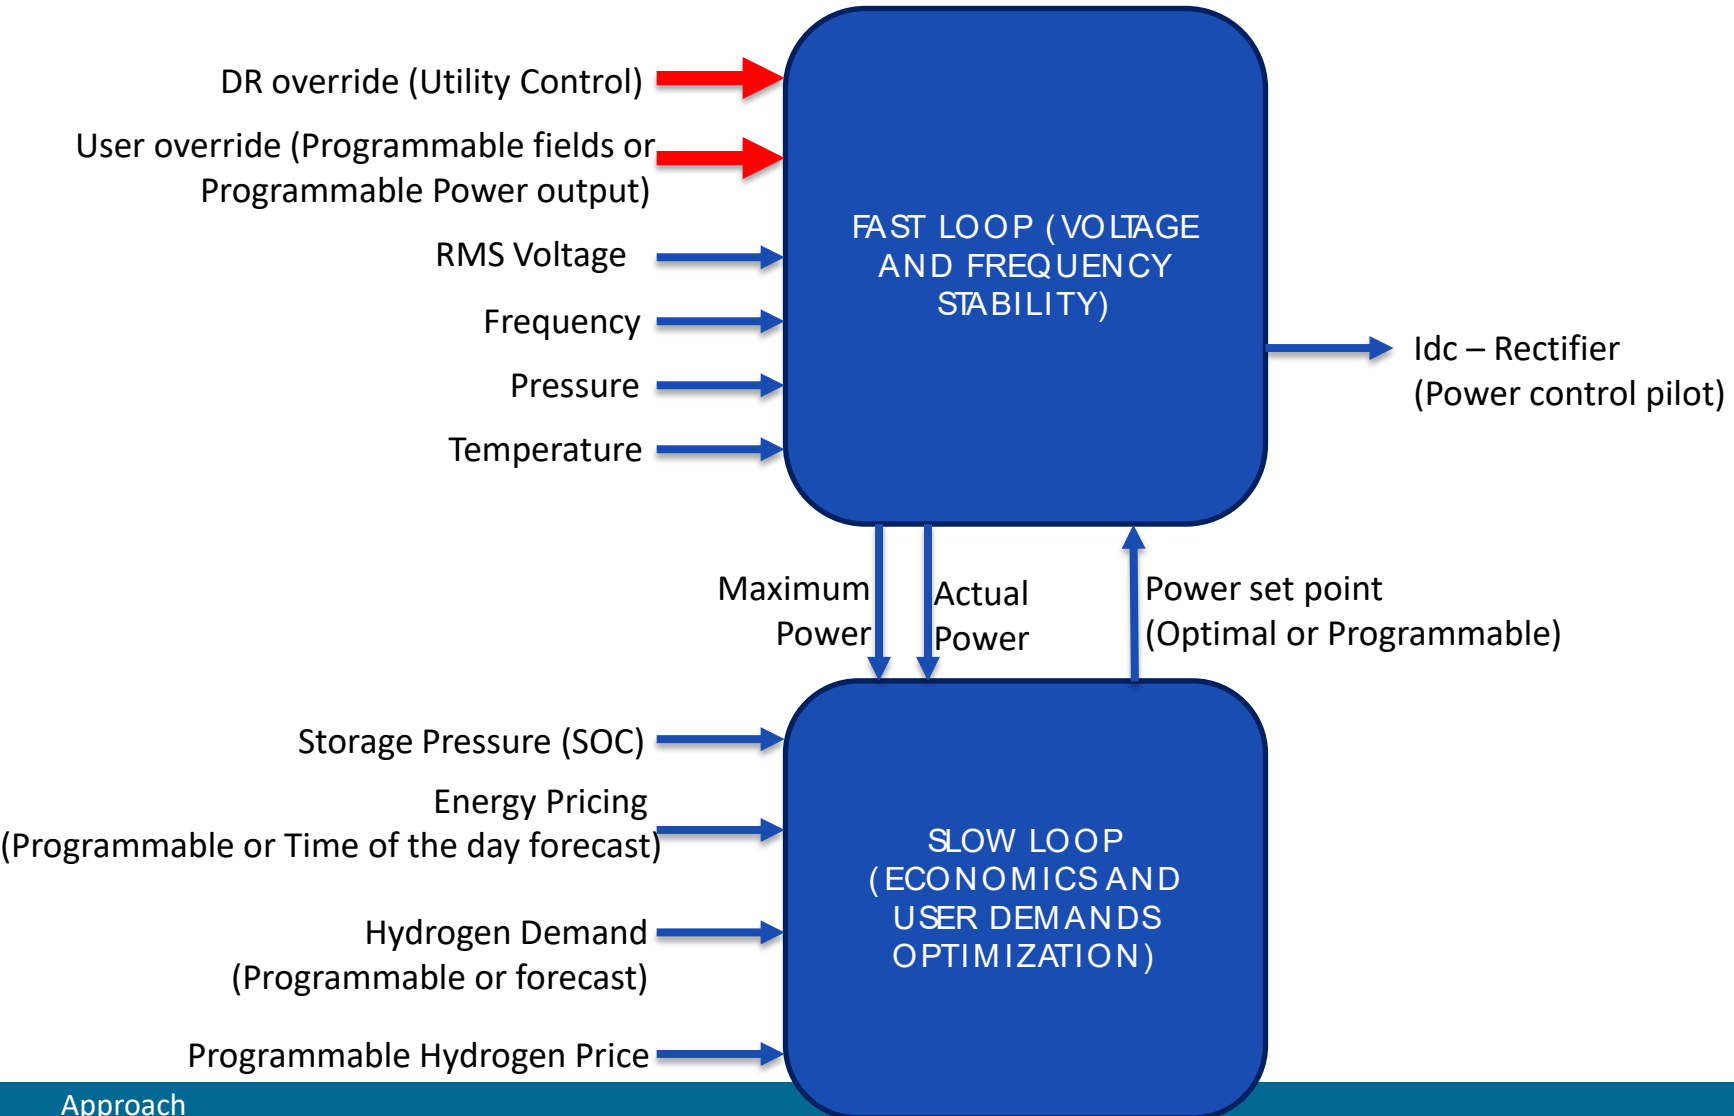 DR override (Utility Control)
User override (Programmable fields or
Programmable Power output)
RMS Voltage
Frequency
Pressure
Temperature
FAST LOOP (VOLTAGE
AND FREQUENCY
STABILITY)
Idc – Rectifier
(Power control pilot)
Maximum
Power
Actual
Power
Power set point
(Optimal or Programmable)
Storage Pressure (SOC)
Energy Pricing
(Programmable or Time of the day forecast)
Hydrogen Demand
(Programmable or forecast)
Programmable Hydrogen Price
SLOW LOOP
(ECONOMICS AND
USER DEMANDS
OPTIMIZATION)
Approach